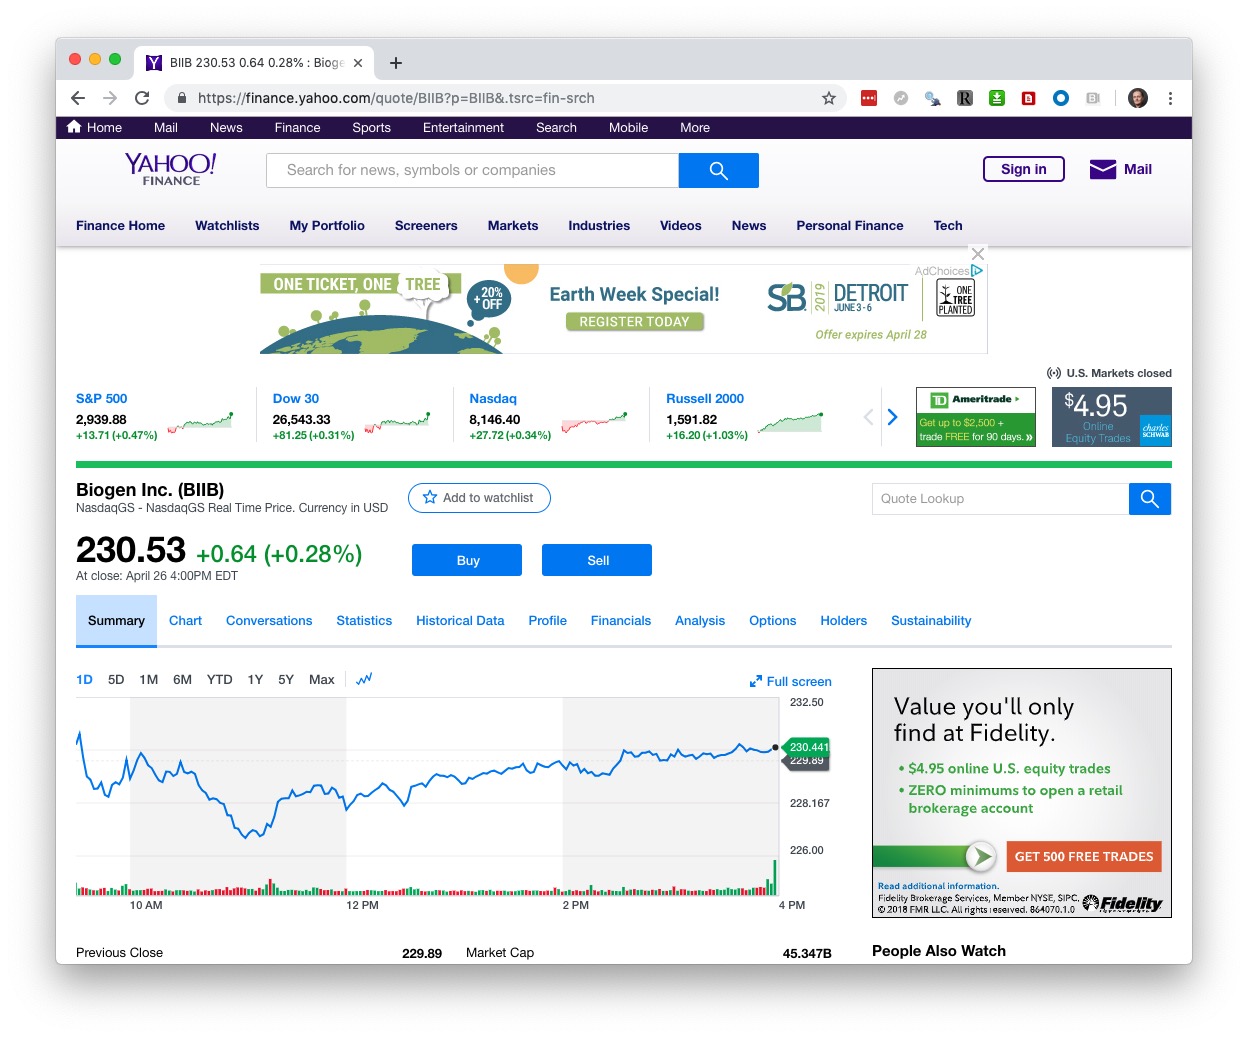 BIIB 230.53 0.64 0.28% : Bioge
https://finance.yahoo.com/quote/BIIB?p=BIIB&.tsrc=fin-srch
Home Mail News Finance Sports Entertainment Search Mobile More
YAHOO!
FINANCE
Search for news, symbols or companies
Sign in
Mail
Finance Home Watchlists My Portfolio Screeners Markets Industries Videos News Personal Finance Tech
AdChoices
ONE TICKET, ONE TREE
+20%
OFF
Earth Week Special!
REGISTER TODAY
SB 2019 DETROIT
JUNE 3-6
ONE
TREE
PLANTED
Offer expires April 28
U.S. Markets closed
S&P 500
2,939.88
+13.71 (+0.47%)
Dow 30
26,543.33
+81.25 (+0.31%)
Nasdaq
8,146.40
+27.72 (+0.34%)
Russell 2000
1,591.82
+16.20 (+1.03%)
TD Ameritrade
Get up to $2,500 +
trade FREE for 90 days. »
$4.95
Online
Equity Trades
charles
SCHWAB
Biogen Inc. (BIIB)
NasdaqGS - NasdaqGS Real Time Price. Currency in USD
Add to watchlist
Quote Lookup
230.53 +0.64 (+0.28%)
At close: April 26 4:00PM EDT
Buy
Sell
Summary Chart Conversations Statistics Historical Data Profile Financials Analysis Options Holders Sustainability
1D 5D 1M 6M YTD 1Y 5Y Max
Full screen
232.50
230.441
229.89
228.167
226.00
10 AM 12 PM 2 PM 4 PM
Value you'll only
find at Fidelity.
• $4.95 online U.S. equity trades
• ZERO minimums to open a retail
brokerage account
GET 500 FREE TRADES
Read additional information.
Fidelity Brokerage Services, Member NYSE, SIPC.
© 2018 FMR LLC. All rights reserved. 864070.1.0
Fidelity
Previous Close 229.89
Market Cap 45.347B
People Also Watch